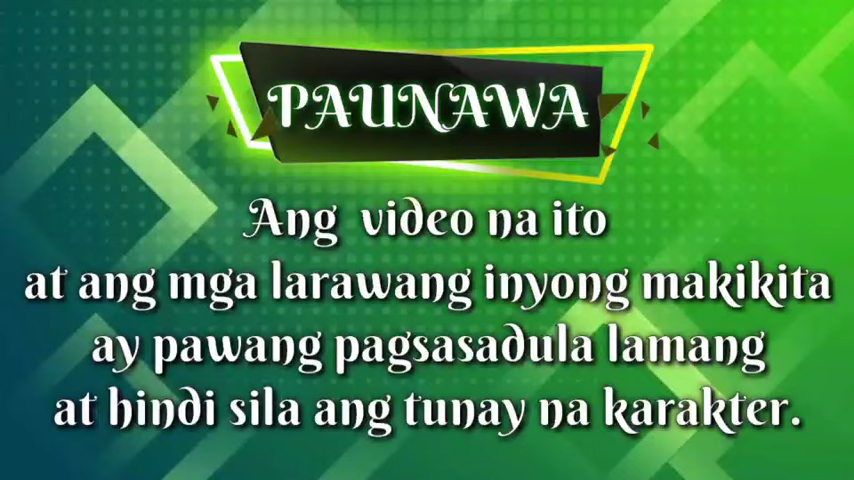 PAUNAWA
Ang video na ito
at ang mga larawang inyong makikita
ay pawang pagsasadula lamang
at hindi sila ang tunay na karakter.